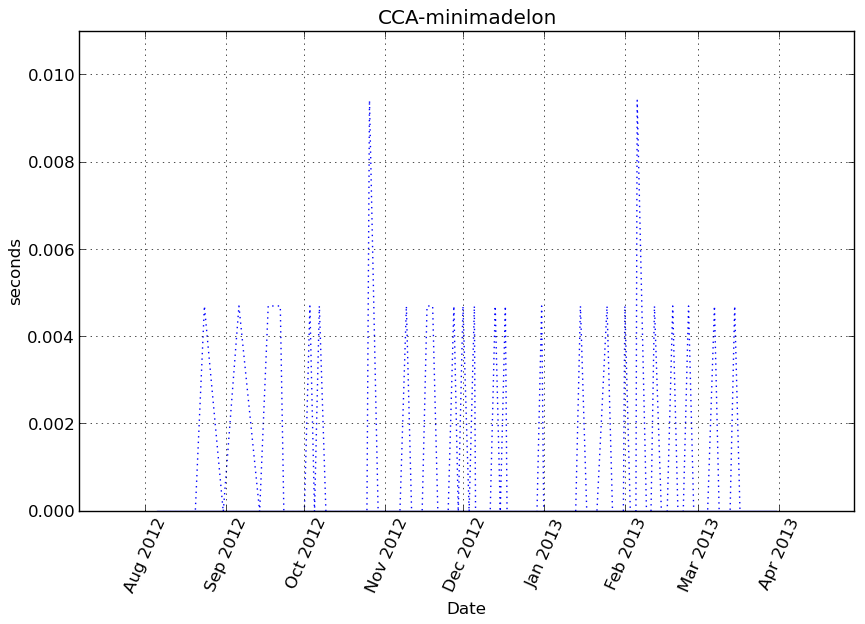 CCA-minimadelon
0.010
0.008
0.006
0.004
0.002
0.000
seconds
Aug 2012
Sep 2012
Oct 2012
Nov 2012
Dec 2012
Jan 2013
Feb 2013
Mar 2013
Apr 2013
Date